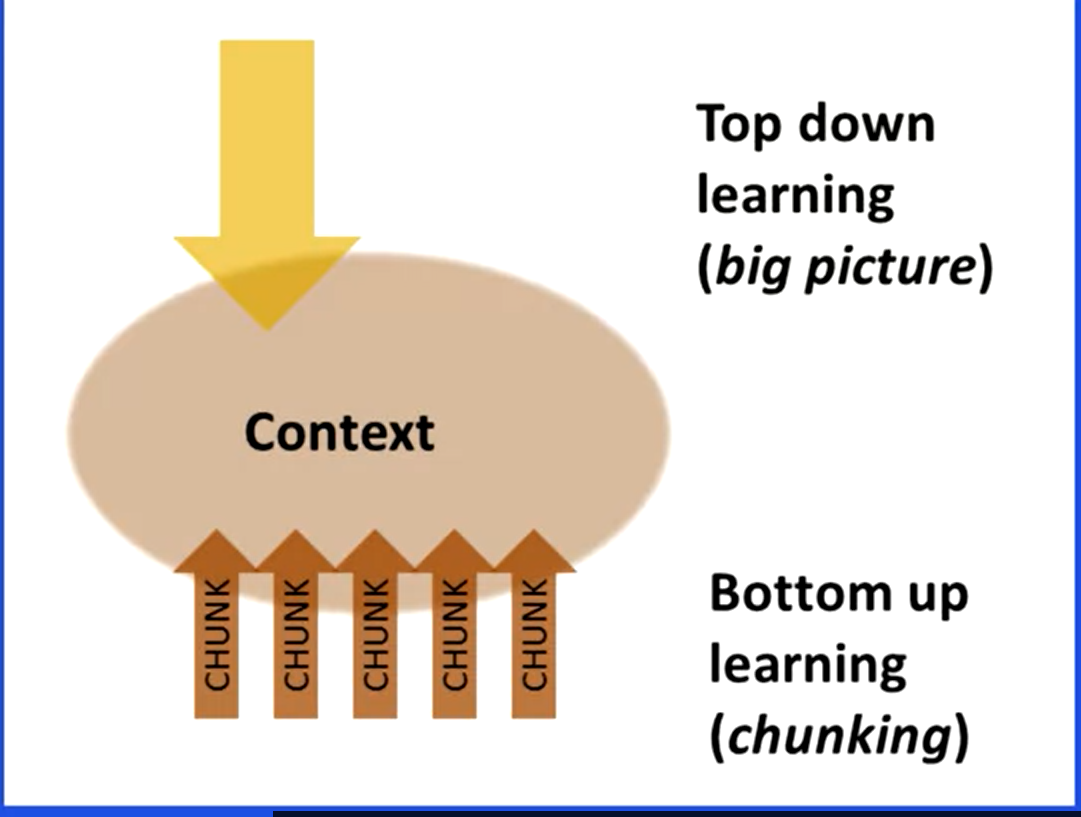 Top down
learning
(big picture)
Context
CHUNK
CHUNK
CHUNK
CHUNK
CHUNK
Bottom up
learning
(chunking)